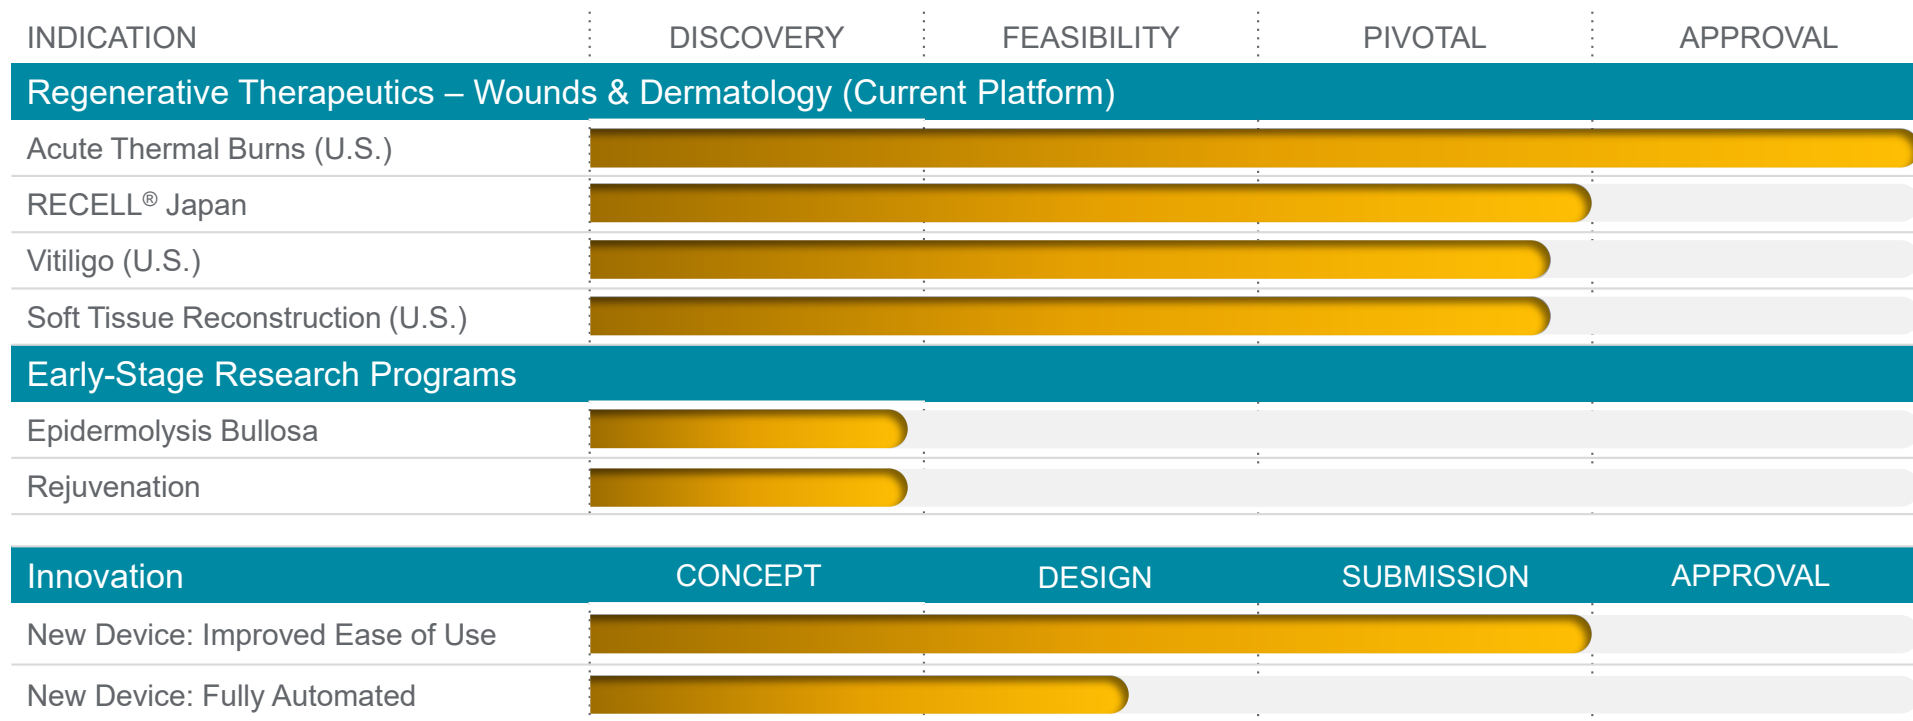 INDICATION DISCOVERY FEASIBILITY PIVOTAL APPROVAL
Regenerative Therapeutics – Wounds & Dermatology (Current Platform)
Acute Thermal Burns (U.S.)
RECELL® Japan
Vitiligo (U.S.)
Soft Tissue Reconstruction (U.S.)
Early-Stage Research Programs
Epidermolysis Bullosa
Rejuvenation
Innovation CONCEPT DESIGN SUBMISSION APPROVAL
New Device: Improved Ease of Use
New Device: Fully Automated